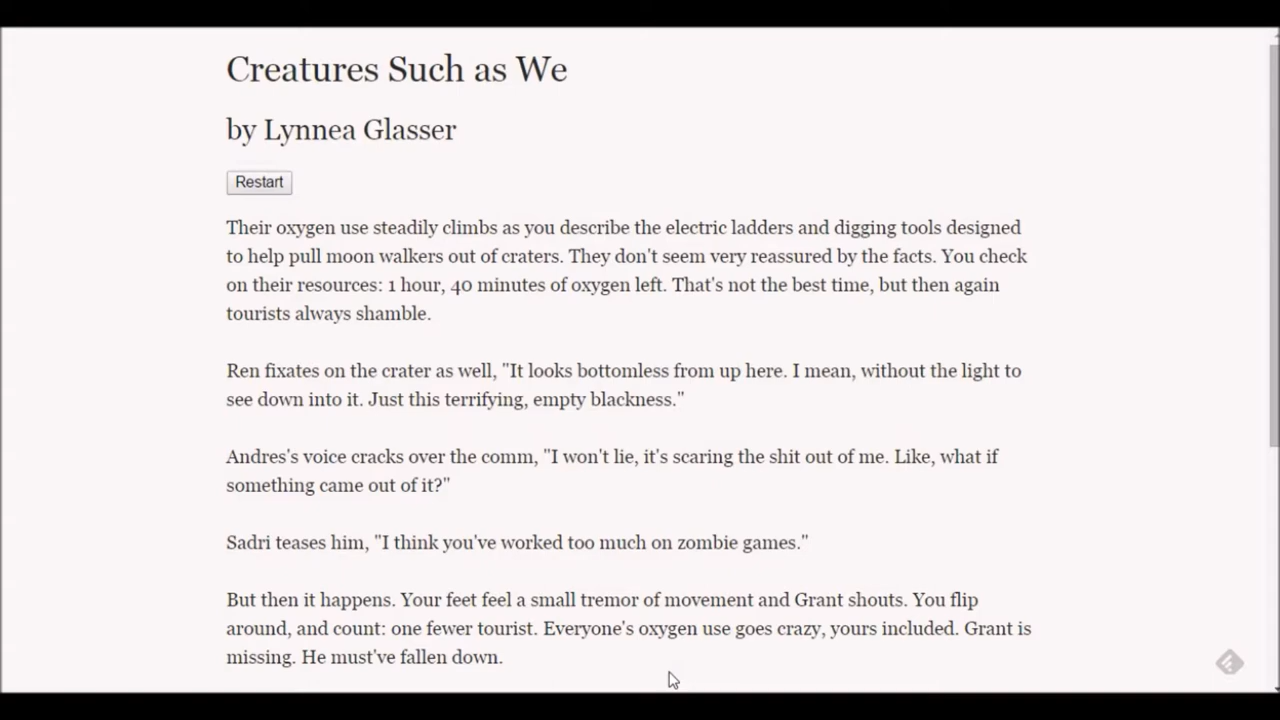 Creatures Such as We
by Lynnea Glasser
Restart
Their oxygen use steadily climbs as you describe the electric ladders and digging tools designed
to help pull moon walkers out of craters. They don't seem very reassured by the facts. You check
on their resources: 1 hour, 40 minutes of oxygen left. That's not the best time, but then again
tourists always shamble.
Ren fixates on the crater as well, "It looks bottomless from up here. I mean, without the light to
see down into it. Just this terrifying, empty blackness."
Andres's voice cracks over the comm, "I won't lie, it's scaring the shit out of me. Like, what if
something came out of it?"
Sadri teases him, "I think you've worked too much on zombie games."
But then it happens. Your feet feel a small tremor of movement and Grant shouts. You flip
around, and count: one fewer tourist. Everyone's oxygen use goes crazy, yours included. Grant is
missing. He must've fallen down.